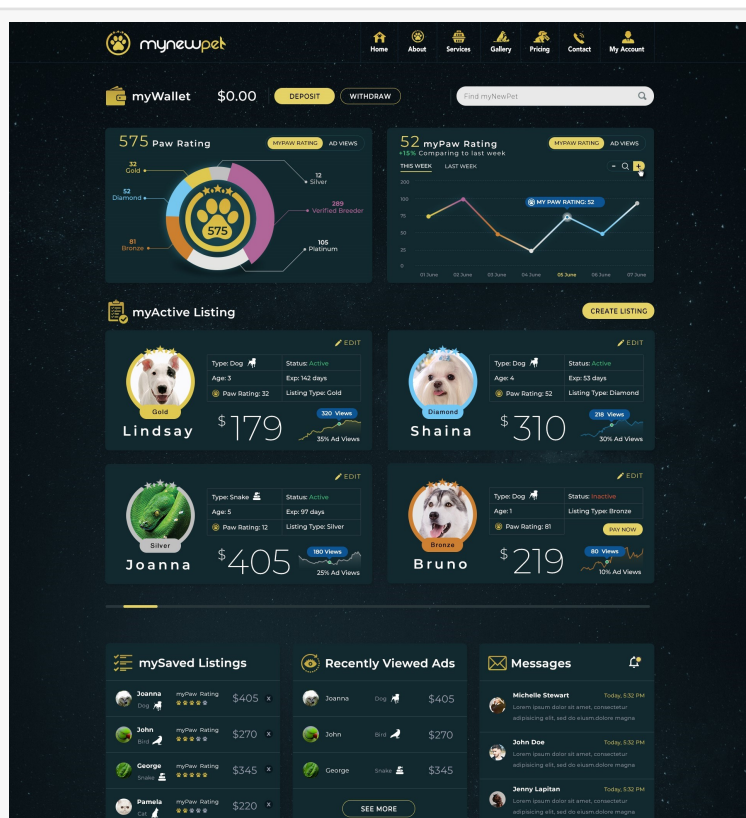 mynewpet
Home About Services Gallery Pricing Contact My Account
myWallet $0.00 DEPOSIT WITHDRAW Find myNewPet
575 Paw Rating MYPAW RATING AD VIEWS
32
Gold
52
Diamond
81
Bronze
575
12
Silver
289
Verified Breeder
105
Platinum
52 myPaw Rating MYPAW RATING AD VIEWS
+15% Comparing to last week
THIS WEEK LAST WEEK
200
100
75
50
25
0
MY PAW RATING: 52
01 June 02 June 03 June 04 June 05 June 06 June 07 June
myActive Listing CREATE LISTING
EDIT
Type: Dog Status: Active
Age: 3 Exp: 142 days
Paw Rating: 32 Listing Type: Gold
Gold
Lindsay
$179
320 Views
35% Ad Views
EDIT
Type: Dog Status: Active
Age: 4 Exp: 53 days
Paw Rating: 52 Listing Type: Diamond
Diamond
Shaina
$310
218 Views
30% Ad Views
EDIT
Type: Snake Status: Active
Age: 5 Exp: 97 days
Paw Rating: 12 Listing Type: Silver
Silver
Joanna
$405
180 Views
25% Ad Views
EDIT
Type: Dog Status: Inactive
Age: 1 Listing Type: Bronze
Paw Rating: 81 PAY NOW
Bronze
Bruno
$219
80 Views
10% Ad Views
mySaved Listings
Joanna myPaw Rating $405 x
Dog
John myPaw Rating $270 x
Bird
George myPaw Rating $345 x
Snake
Pamela myPaw Rating $220 x
Cat
Recently Viewed Ads
Joanna Dog $405
John Bird $270
George Snake $345
SEE MORE
Messages
Michelle Stewart Today, 5:32 PM
Lorem ipsum dolor sit amet, consectetur
adipisicing elit, sed do eiusm.dolore magna
John Doe Today, 5:32 PM
Lorem ipsum dolor sit amet, consectetur
adipisicing elit, sed do eiusm.dolore magna
Jenny Lapitan Today, 5:32 PM
Lorem ipsum dolor sit amet, consectetur
adipisicing elit, sed do eiusm.dolore magna